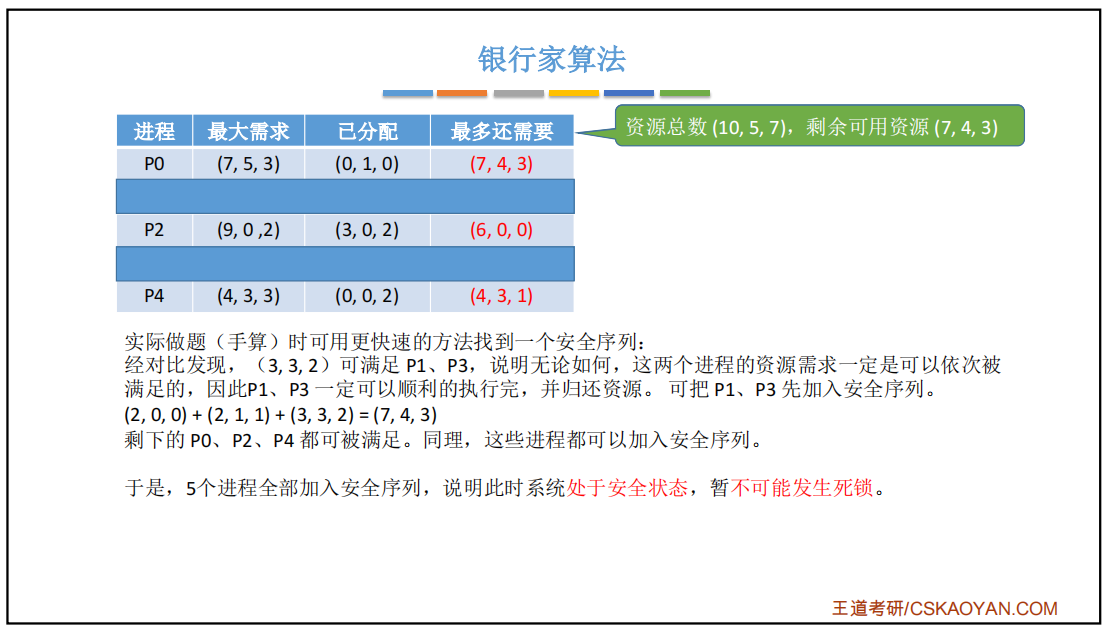 银行家算法
资源总数 (10, 5, 7)，剩余可用资源 (7, 4, 3)
进程 最大需求 已分配 最多还需要
P0 (7, 5, 3) (0, 1, 0) (7, 4, 3)
P2 (9, 0 ,2) (3, 0, 2) (6, 0, 0)
P4 (4, 3, 3) (0, 0, 2) (4, 3, 1)
实际做题（手算）时可用更快速的方法找到一个安全序列：
经对比发现，（3, 3, 2）可满足 P1、P3，说明无论如何，这两个进程的资源需求一定是可以依次被
满足的，因此P1、P3 一定可以顺利的执行完，并归还资源。 可把 P1、P3 先加入安全序列。
(2, 0, 0) + (2, 1, 1) + (3, 3, 2) = (7, 4, 3)
剩下的 P0、P2、P4 都可被满足。同理，这些进程都可以加入安全序列。
于是，5个进程全部加入安全序列，说明此时系统处于安全状态，暂不可能发生死锁。
王道考研/CSKAOYAN.COM